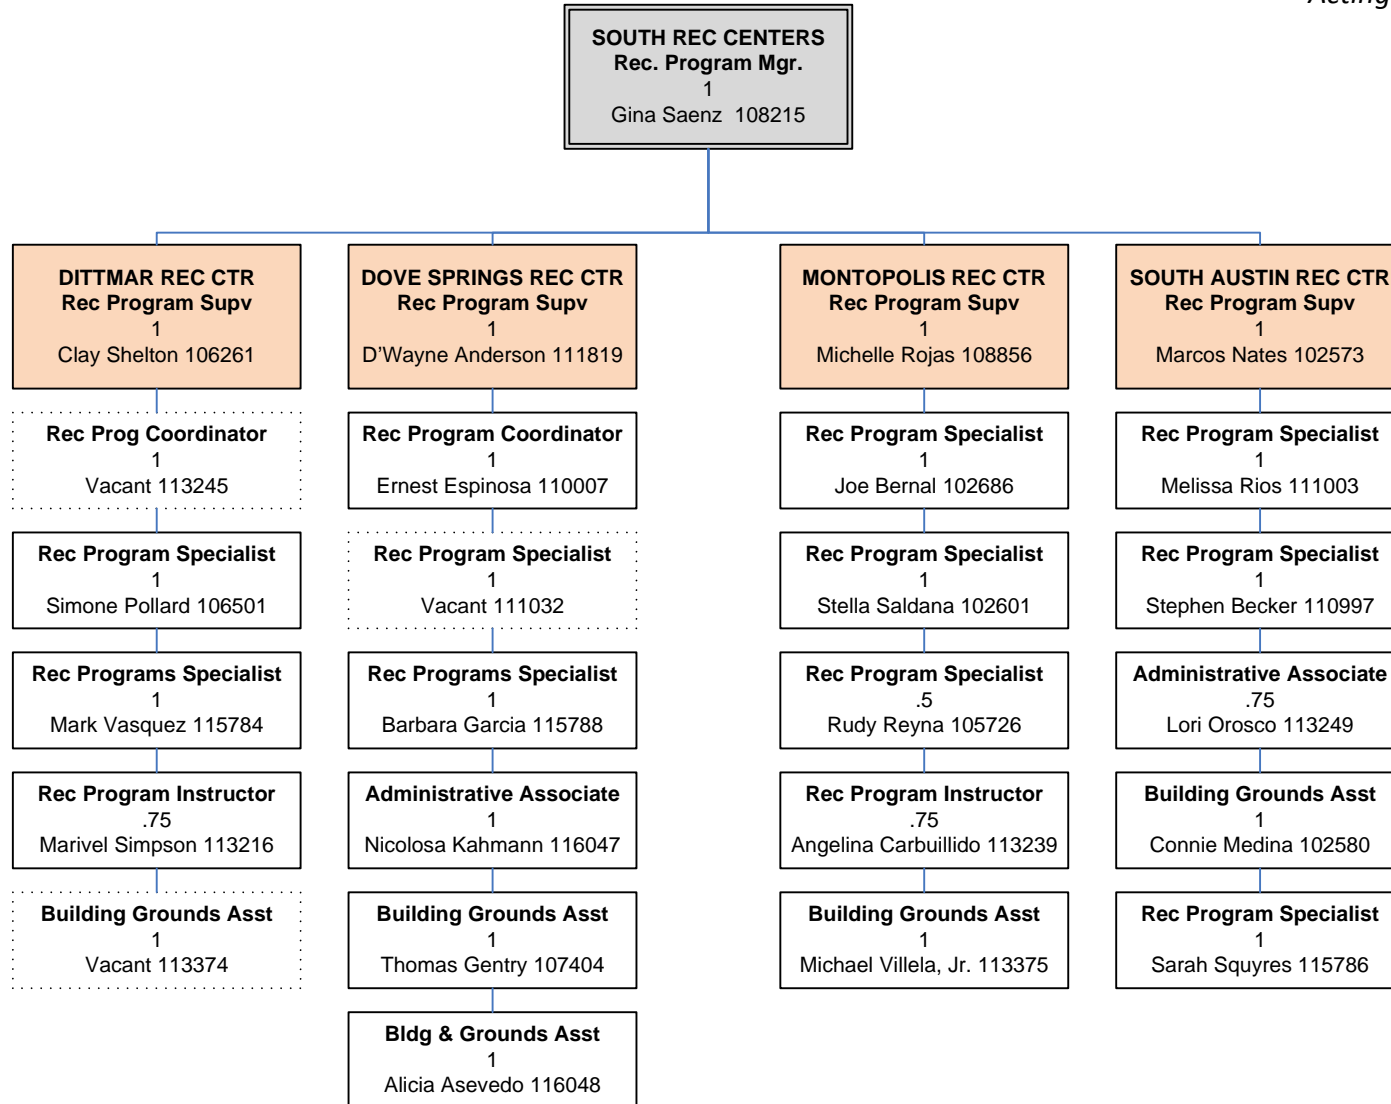 Acting
SOUTH REC CENTERS
Rec. Program Mgr.
1
Gina Saenz 108215
DITTMAR REC CTR
Rec Program Supv
1
Clay Shelton 106261
Rec Prog Coordinator
1
Vacant 113245
Rec Program Specialist
1
Simone Pollard 106501
Rec Programs Specialist
1
Mark Vasquez 115784
Rec Program Instructor
.75
Marivel Simpson 113216
Building Grounds Asst
1
Vacant 113374
DOVE SPRINGS REC CTR
Rec Program Supv
1
D'Wayne Anderson 111819
Rec Program Coordinator
1
Ernest Espinosa 110007
Rec Program Specialist
1
Vacant 111032
Rec Programs Specialist
1
Barbara Garcia 115788
Administrative Associate
1
Nicolosa Kahmann 116047
Building Grounds Asst
1
Thomas Gentry 107404
Bldg & Grounds Asst
1
Alicia Asevedo 116048
MONTOPOLIS REC CTR
Rec Program Supv
1
Michelle Rojas 108856
Rec Program Specialist
1
Joe Bernal 102686
Rec Program Specialist
1
Stella Saldana 102601
Rec Program Specialist
.5
Rudy Reyna 105726
Rec Program Instructor
.75
Angelina Carbuillido 113239
Building Grounds Asst
1
Michael Villela, Jr. 113375
SOUTH AUSTIN REC CTR
Rec Program Supv
1
Marcos Nates 102573
Rec Program Specialist
1
Melissa Rios 111003
Rec Program Specialist
1
Stephen Becker 110997
Administrative Associate
.75
Lori Orosco 113249
Building Grounds Asst
1
Connie Medina 102580
Rec Program Specialist
1
Sarah Squyres 115786